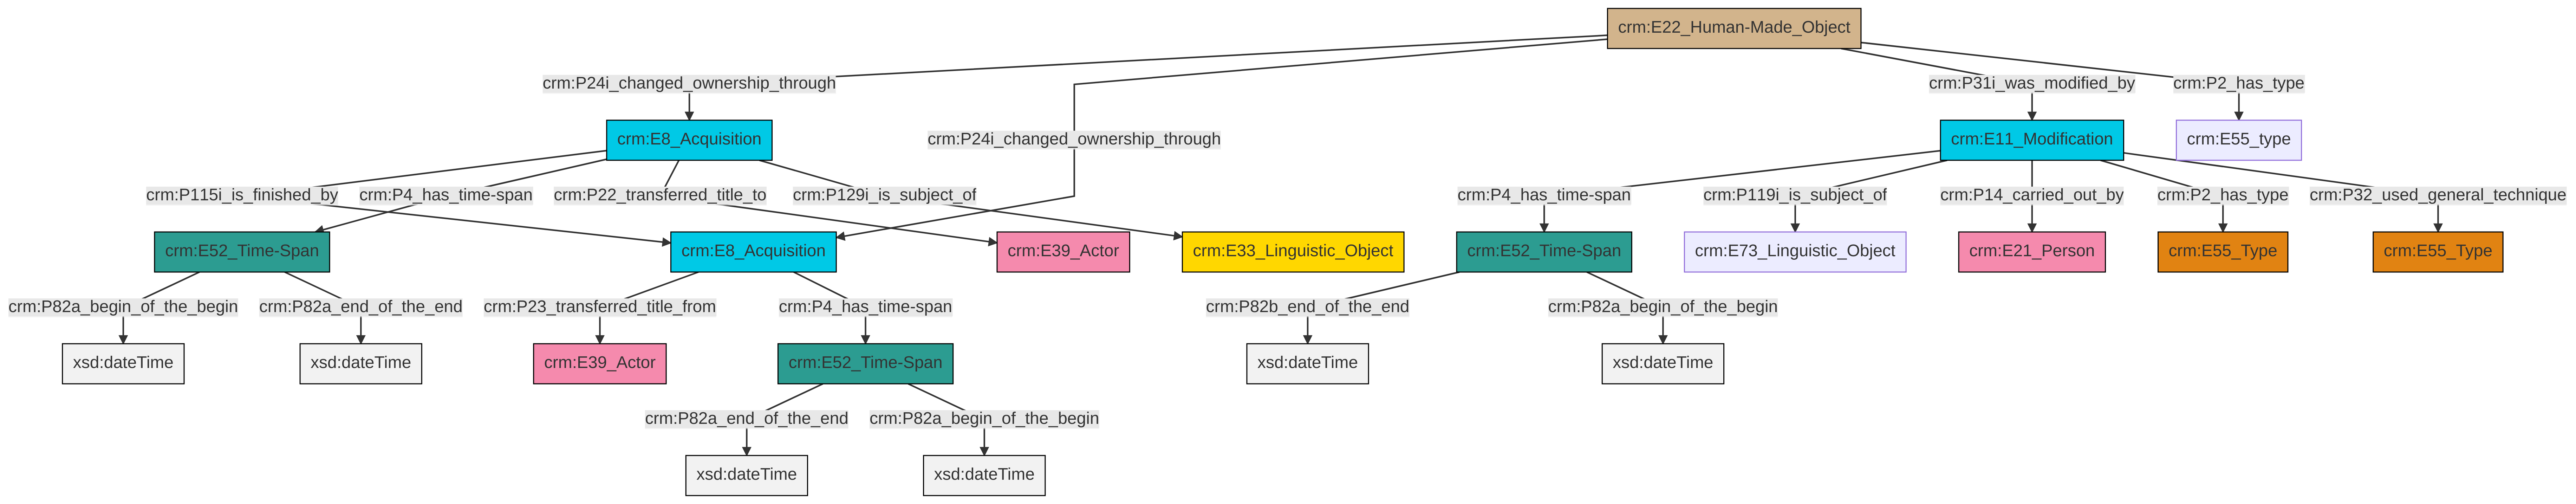 crm:E22_Human-Made_Object
crm:P24i_changed_ownership_through
crm:P31i_was_modified_by
crm:P2_has_type
crm:E8_Acquisition
crm:P24i_changed_ownership_through
crm:E11_Modification
crm:E55_type
crm:P115i_is_finished_by
crm:P4_has_time-span
crm:P22_transferred_title_to
crm:P129i_is_subject_of
crm:P4_has_time-span
crm:P119i_is_subject_of
crm:P14_carried_out_by
crm:P2_has_type
crm:P32_used_general_technique
crm:E52_Time-Span
crm:E8_Acquisition
crm:E39_Actor
crm:E33_Linguistic_Object
crm:E52_Time-Span
crm:E73_Linguistic_Object
crm:E21_Person
crm:E55_Type
crm:E55_Type
crm:P82a_begin_of_the_begin
crm:P82a_end_of_the_end
crm:P23_transferred_title_from
crm:P4_has_time-span
crm:P82b_end_of_the_end
crm:P82a_begin_of_the_begin
xsd:dateTime
xsd:dateTime
crm:E39_Actor
crm:E52_Time-Span
xsd:dateTime
xsd:dateTime
crm:P82a_end_of_the_end
crm:P82a_begin_of_the_begin
xsd:dateTime
xsd:dateTime